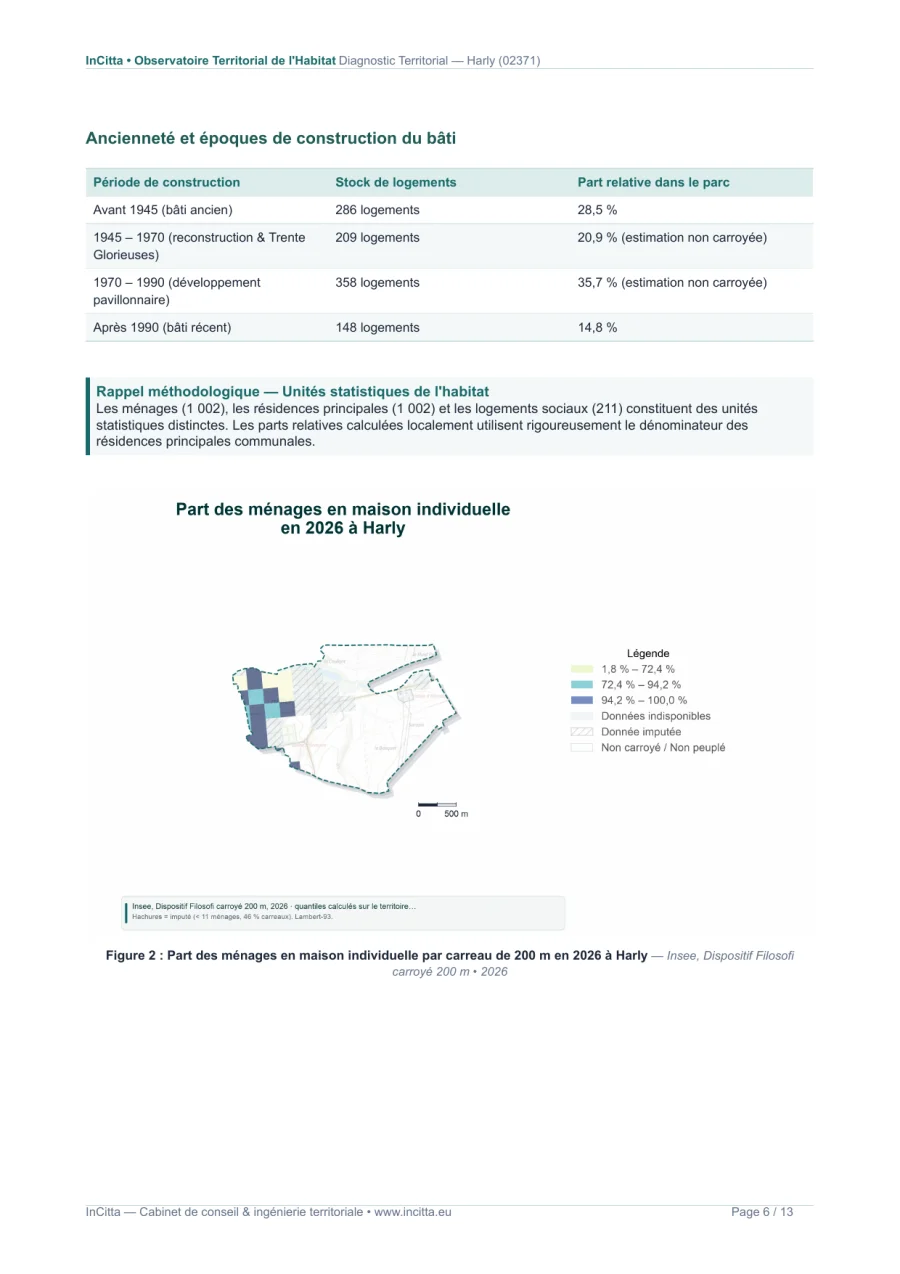 InCitta • Observatoire Territorial de l'Habitat Diagnostic Territorial — Harly (02371)
Ancienneté et époques de construction du bâti
Période de construction Stock de logements Part relative dans le parc
Avant 1945 (bâti ancien) 286 logements 28,5 %
1945 – 1970 (reconstruction & Trente 209 logements 20,9 % (estimation non carroyée)
Glorieuses)
1970 – 1990 (développement 358 logements 35,7 % (estimation non carroyée)
pavillonnaire)
Après 1990 (bâti récent) 148 logements 14,8 %
Rappel méthodologique — Unités statistiques de l'habitat
Les ménages (1 002), les résidences principales (1 002) et les logements sociaux (211) constituent des unités
statistiques distinctes. Les parts relatives calculées localement utilisent rigoureusement le dénominateur des
résidences principales communales.
Part des ménages en maison individuelle
en 2026 à Harly
Légende
1,8 % – 72,4 %
72,4 % – 94,2 %
94,2 % – 100,0 %
Données indisponibles
Donnée imputée
Non carroyé / Non peuplé
0 500 m
Insee, Dispositif Filosofi carroyé 200 m, 2026 · quantiles calculés sur le territoire…
Hachures = imputé (< 11 ménages, 46 % carreaux). Lambert-93.
Figure 2 : Part des ménages en maison individuelle par carreau de 200 m en 2026 à Harly — Insee, Dispositif Filosofi
carroyé 200 m • 2026
InCitta — Cabinet de conseil & ingénierie territoriale • www.incitta.eu Page 6 / 13